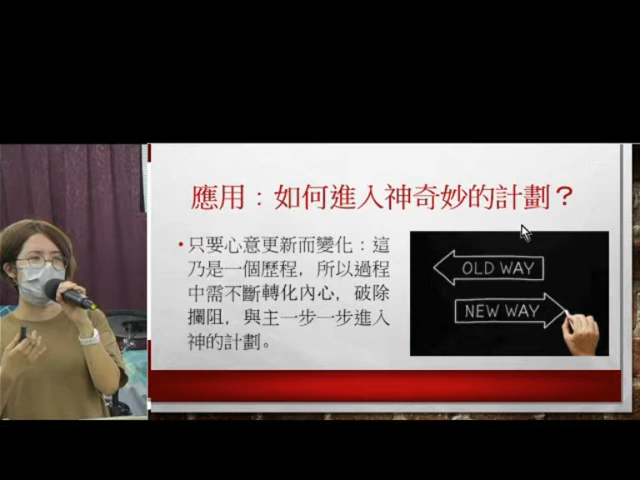 應用：如何進入神奇妙的計劃？
•只要心意更新而變化：這
乃是一個歷程，所以過程
中需不斷轉化內心，破除
攔阻，與主一步一步進入
神的計劃。
OLD WAY
NEW WAY